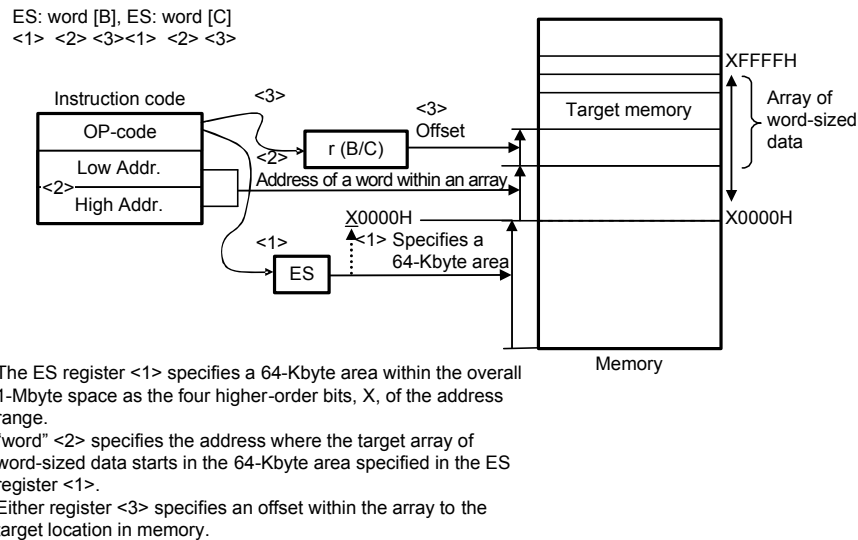 ES: word [B], ES: word [C]
<1> <2> <3><1> <2> <3>
XFFFFH
Instruction code
<3>
<3>
Offset
Target memory
Array of
word-sized
data
OP-code
r (B/C)
<2>
Low Addr.
<2>
Address of a word within an array
High Addr.
X0000H
X0000H
<1>
<1> Specifies a
64-Kbyte area
ES
Memory
The ES register <1> specifies a 64-Kbyte area within the overall
1-Mbyte space as the four higher-order bits, X, of the address
range.
"word" <2> specifies the address where the target array of
word-sized data starts in the 64-Kbyte area specified in the ES
register <1>.
Either register <3> specifies an offset within the array to the
target location in memory.